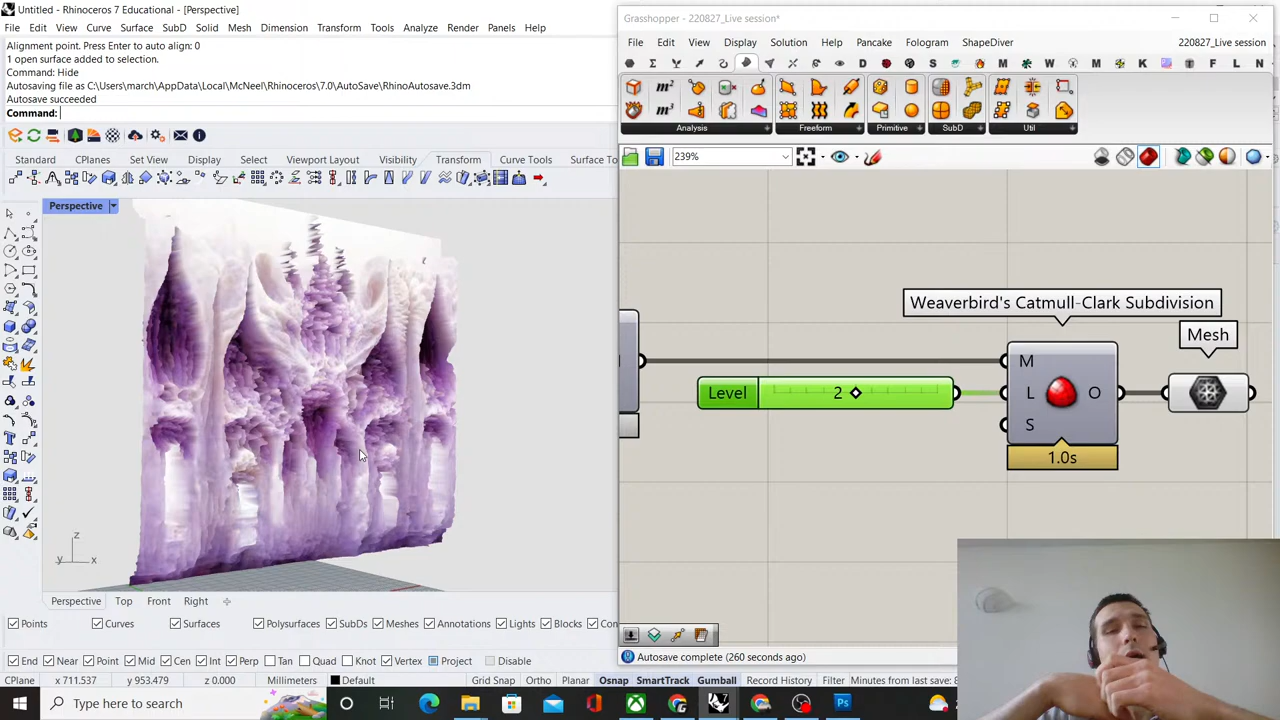 Untitled - Rhinoceros 7 Educational - [Perspective]
File Edit View Curve Surface SubD Solid Mesh Dimension Transform Tools Analyze Render Panels Help
Alignment point. Press Enter to auto align: 0
1 open surface added to selection.
Command: Hide
Autosaving file as C:\Users\march\AppData\Local\McNeel\Rhinoceros\7.0\AutoSave\RhinoAutosave.3dm
Autosave succeeded
Command:
Standard CPlanes Set View Display Select Viewport Layout Visibility Transform Curve Tools Surface To
Perspective
z
y x
Perspective Top Front Right
Points Curves Surfaces Polysurfaces SubDs Meshes Annotations Lights Blocks Con
End Near Point Mid Cen Int Perp Tan Quad Knot Vertex Project Disable
CPlane x 711.537 y 953.479 z 0.000 Millimeters Default Grid Snap Ortho Planar Osnap SmartTrack Gumball Record History Filter Minutes from last save: 8
Type here to search
Grasshopper - 220827_Live session*
File Edit View Display Solution Help Pancake Fologram ShapeDiver 220827_Live session
M W M K F L N
m²
m³
Analysis Freeform Primitive SubD Util
239%
Weaverbird's Catmull-Clark Subdivision
Mesh
M
Level 2 L O
S
1.0s
Autosave complete (260 seconds ago)